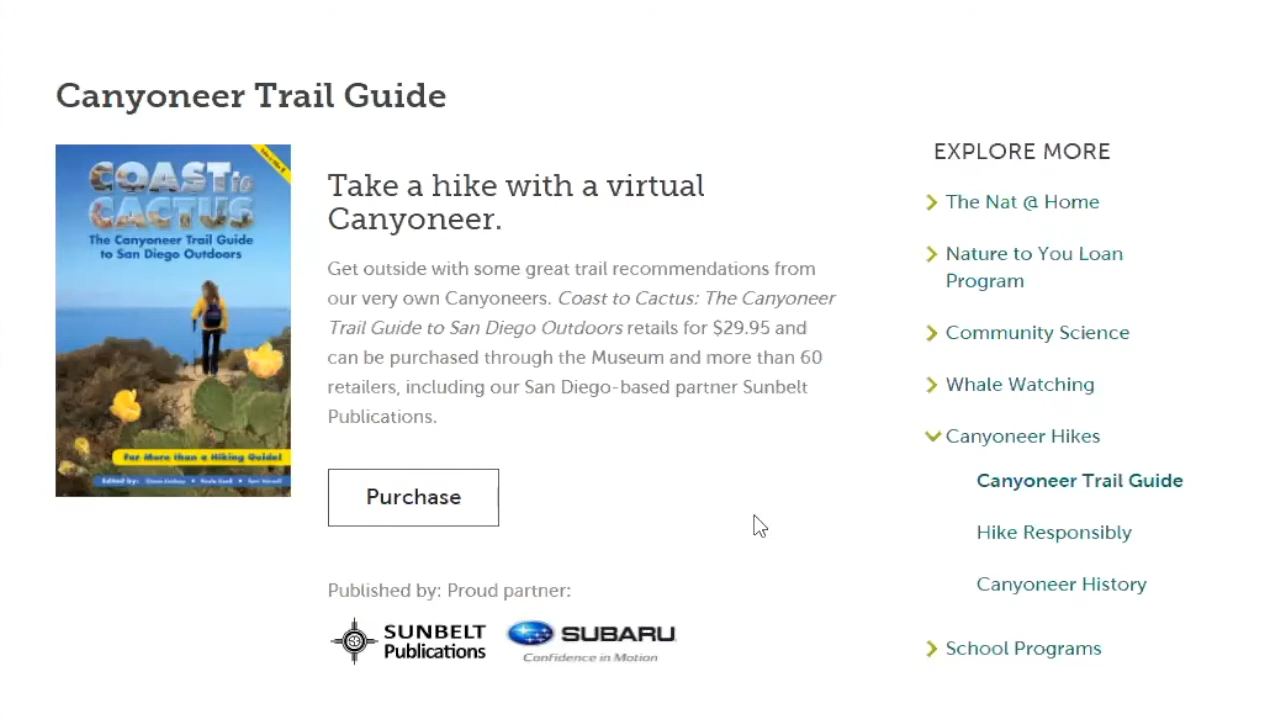 Canyoneer Trail Guide
COAST to
CACTUS
The Canyoneer Trail Guide
to San Diego Outdoors
Far More than a Hiking Guide!
Edited by:
Take a hike with a virtual
Canyoneer.
Get outside with some great trail recommendations from
our very own Canyoneers. Coast to Cactus: The Canyoneer
Trail Guide to San Diego Outdoors retails for $29.95 and
can be purchased through the Museum and more than 60
retailers, including our San Diego-based partner Sunbelt
Publications.
Purchase
Published by: Proud partner:
SUNBELT
Publications
SUBARU
Confidence in Motion
EXPLORE MORE
The Nat @ Home
Nature to You Loan
Program
Community Science
Whale Watching
Canyoneer Hikes
Canyoneer Trail Guide
Hike Responsibly
Canyoneer History
School Programs